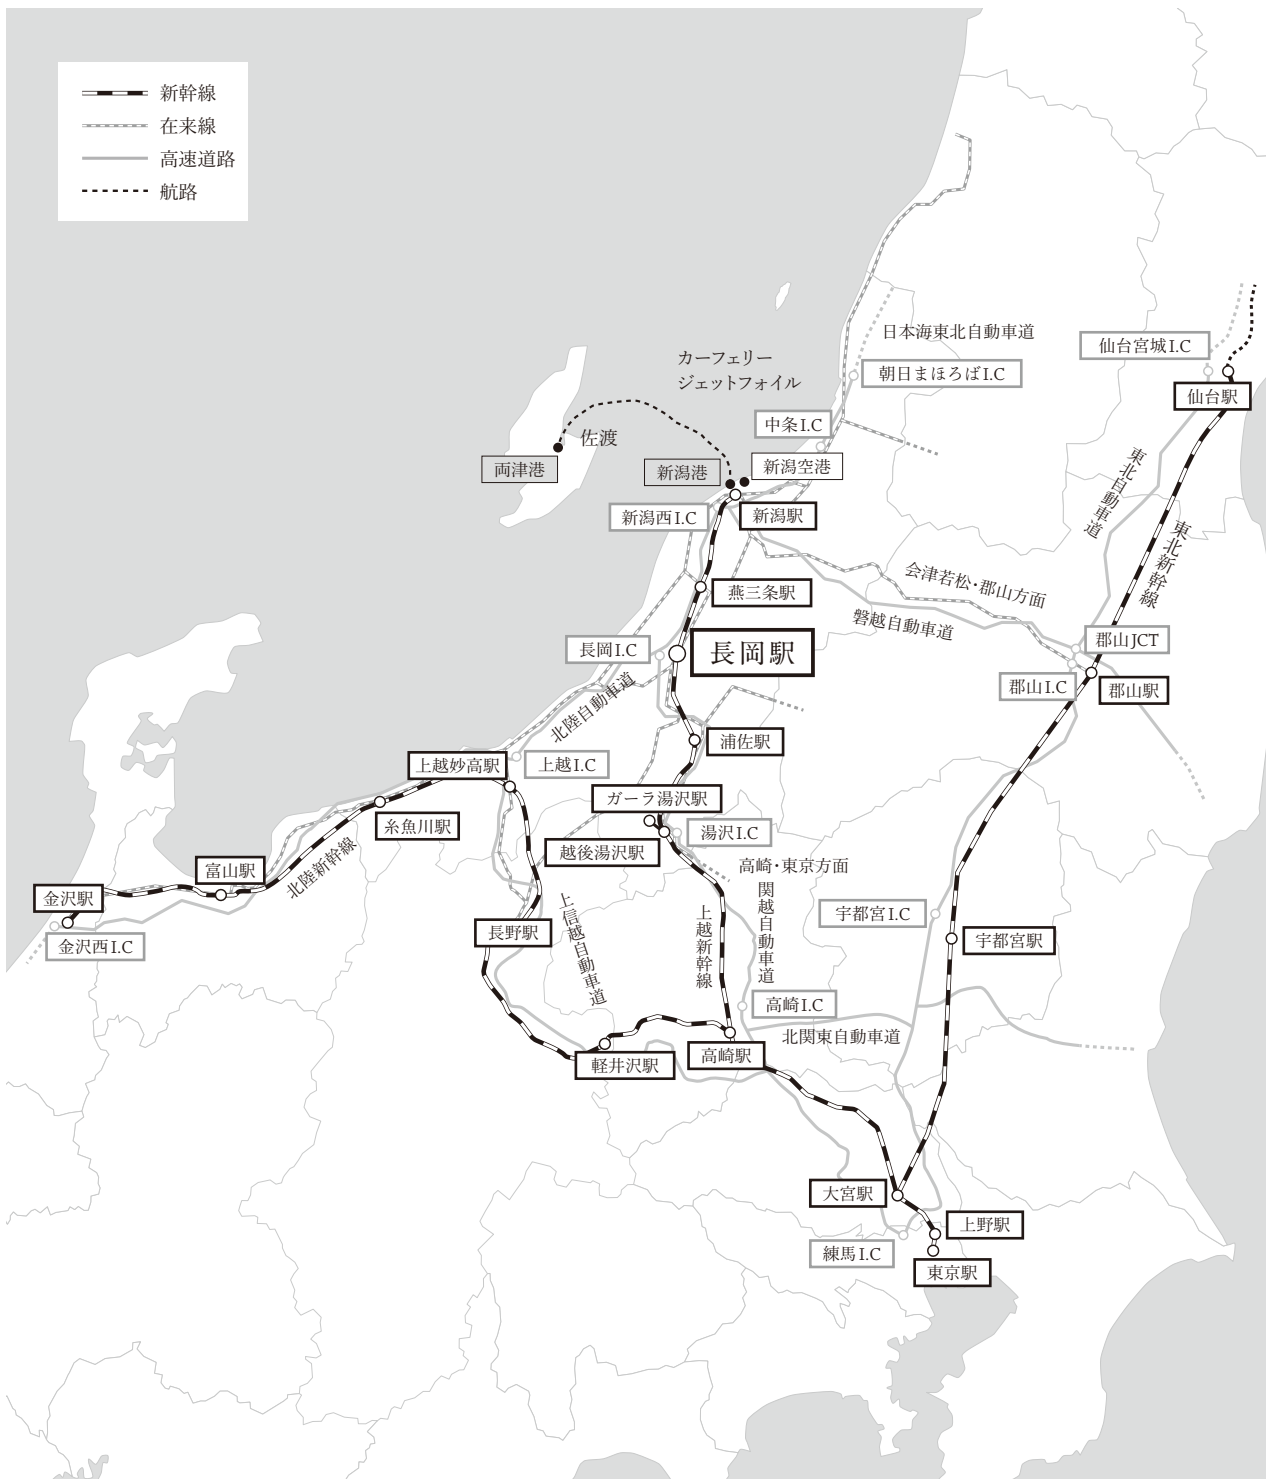 新幹線
在来線
高速道路
航路
日本海東北自動車道
仙台宮城I.C
カーフェリー
ジェットフォイル
朝日まほろばI.C
仙台駅
中条I.C
佐渡
両津港
新潟港
新潟空港
東北自動車道
新潟西I.C
新潟駅
東北新幹線
会津若松・郡山方面
燕三条駅
磐越自動車道
長岡I.C
長岡駅
郡山JCT
郡山I.C
郡山駅
北陸自動車道
浦佐駅
上越妙高駅
上越I.C
ガーラ湯沢駅
糸魚川駅
湯沢I.C
越後湯沢駅
北陸新幹線
富山駅
高崎・東京方面
金沢駅
関越自動車道
上信越自動車道
上越新幹線
宇都宮I.C
金沢西I.C
長野駅
宇都宮駅
高崎I.C
北関東自動車道
軽井沢駅
高崎駅
大宮駅
上野駅
練馬I.C
東京駅